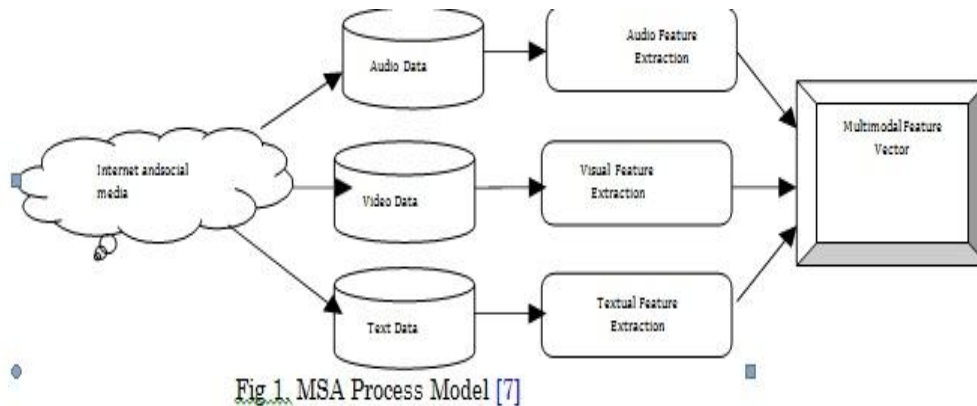 Audio Data
Audio Feature
Extraction
Internet andsocial
media
Video Data
Visual Feature
Extraction
Multimodal Feature
Vector
Text Data
Textual Feature
Extraction
Fig 1. MSA Process Model [7]